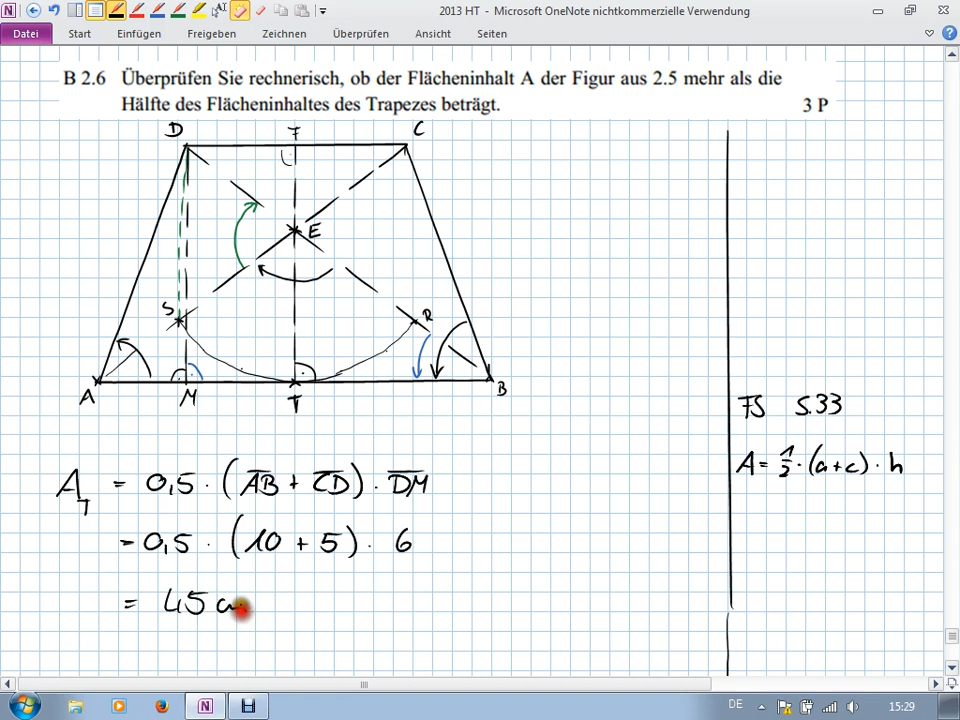 2013 HT - Microsoft OneNote nichtkommerzielle Verwendung
Datei Start Einfügen Freigeben Zeichnen Überprüfen Ansicht Seiten
B 2.6 Überprüfen Sie rechnerisch, ob der Flächeninhalt A der Figur aus 2.5 mehr als die
Hälfte des Flächeninhaltes des Trapezes beträgt. 3 P
D F C
E
S R
A M T B
FS S.33
A = 1/2 · (a+c) · h
A_T = 0,5 · (AB + CD) · DM
= 0,5 · (10 + 5) · 6
= 45 c
DE 15:29